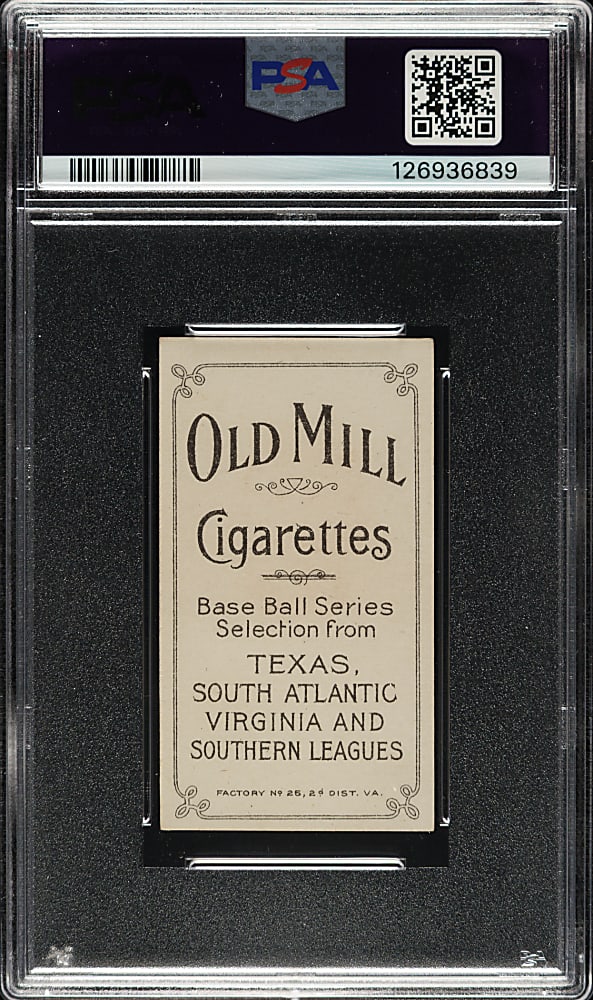 PSA
126936839
OLD MILL
Cigarettes
Base Ball Series
Selection from
TEXAS,
SOUTH ATLANTIC
VIRGINIA AND
SOUTHERN LEAGUES
FACTORY Nº 25, 2ᵈ DIST. VA.